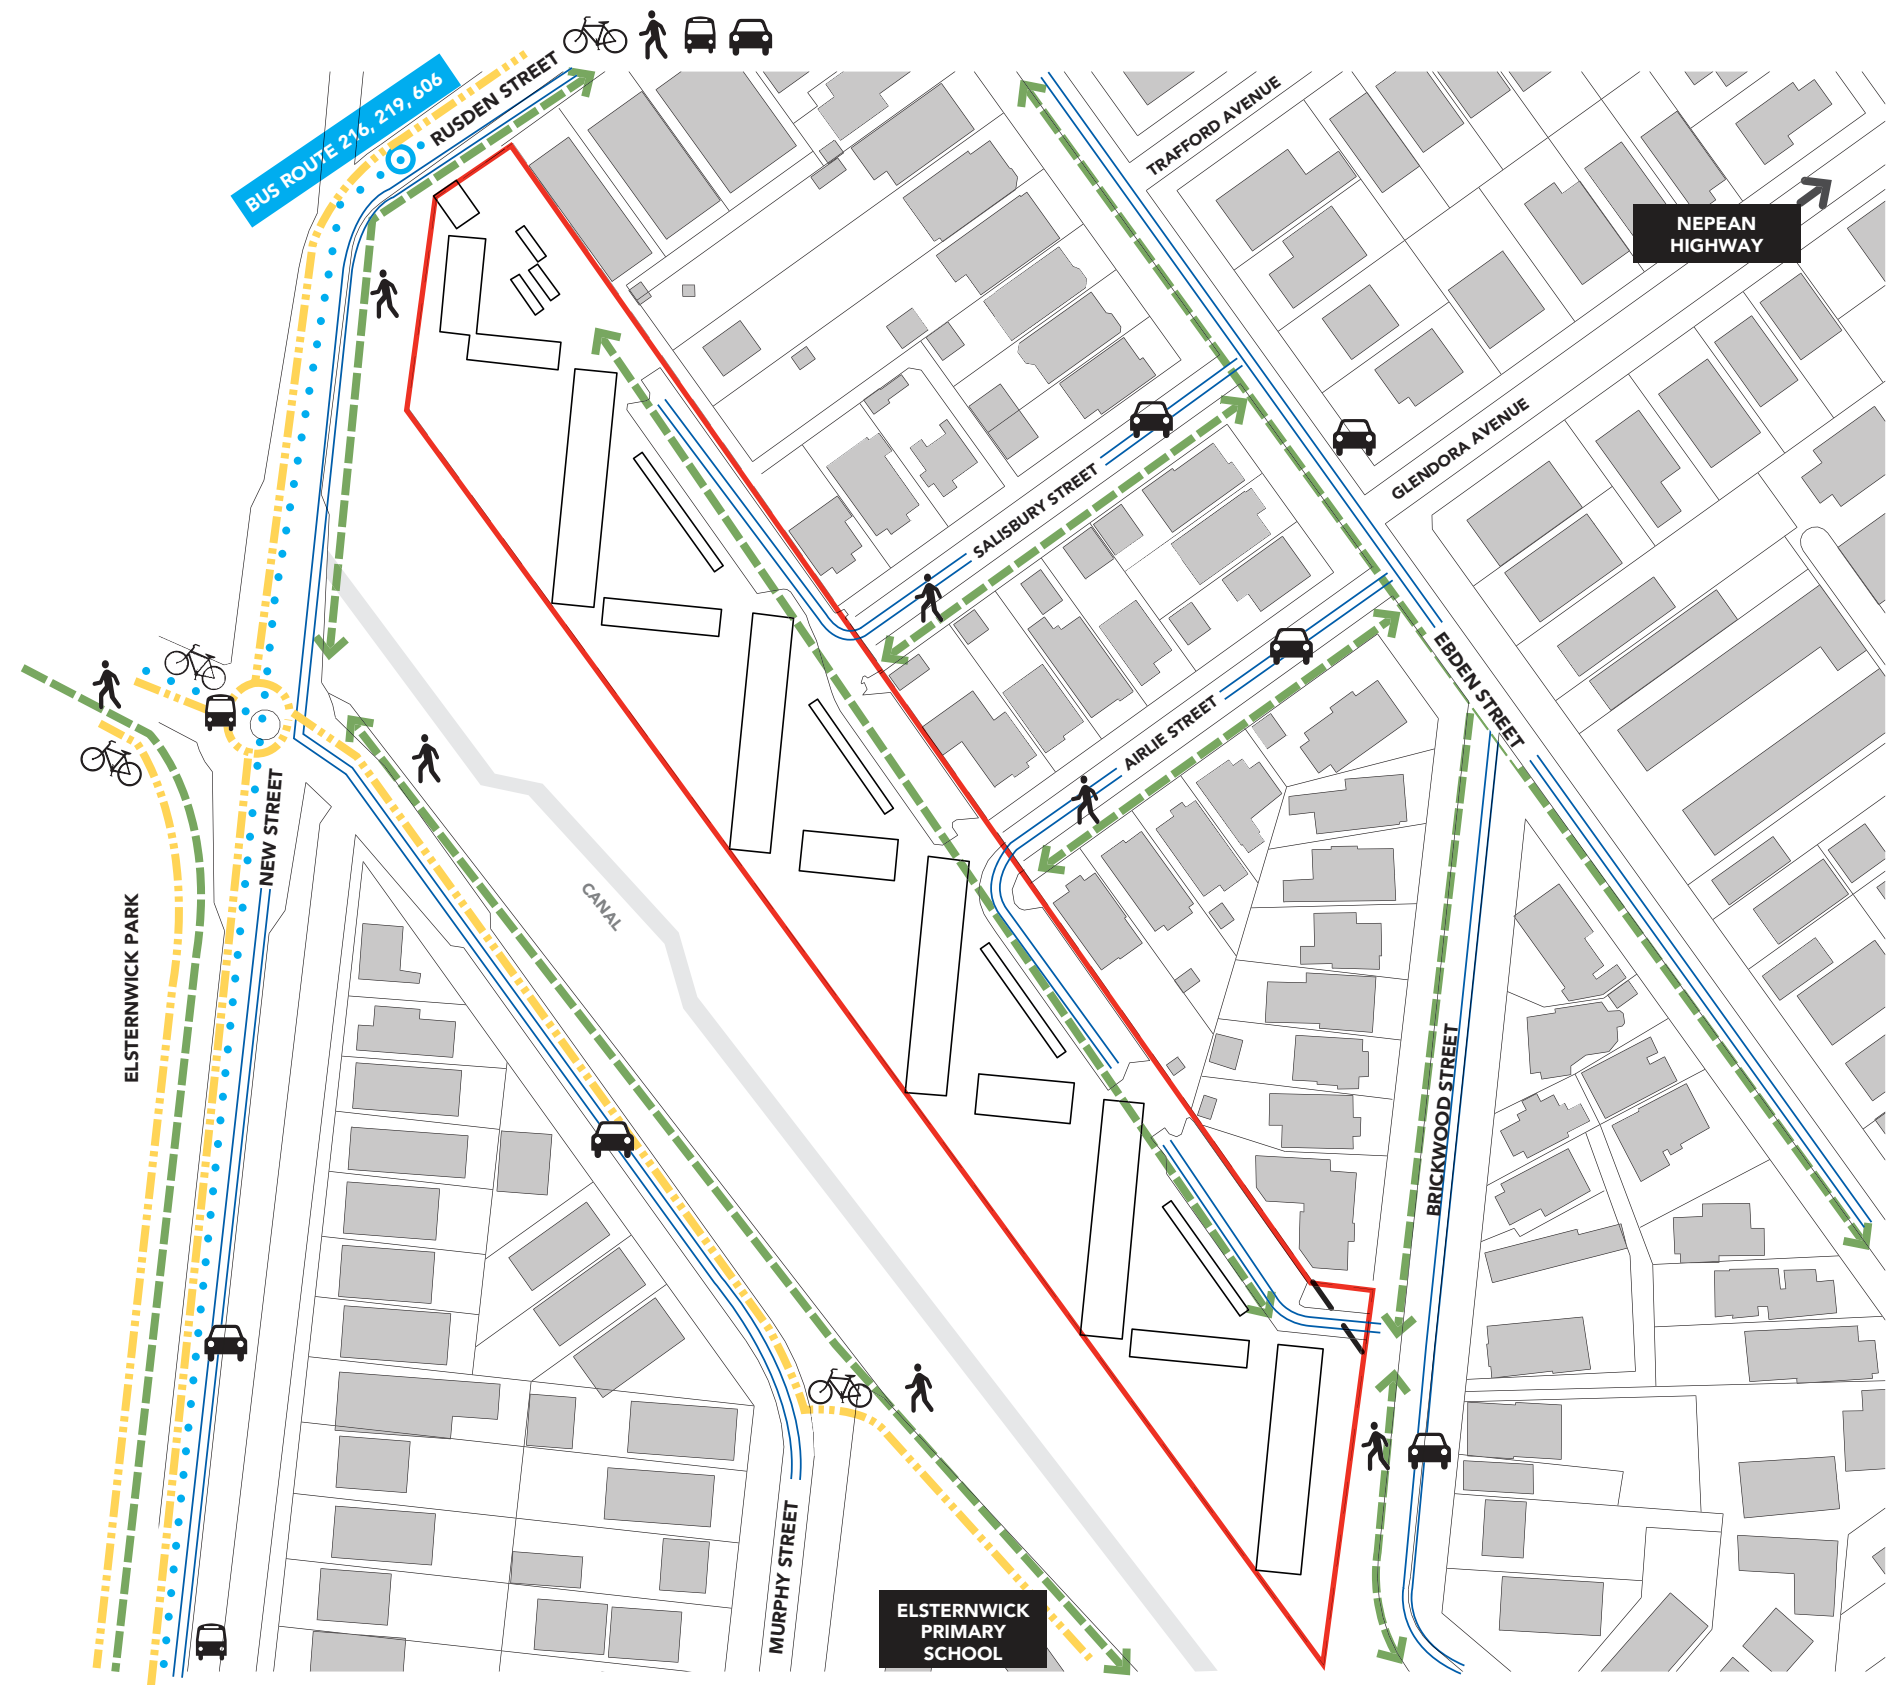 BUS ROUTE 216, 219, 606
RUSDEN STREET
TRAFFORD AVENUE
NEPEAN
HIGHWAY
GLENDORA AVENUE
SALISBURY STREET
AIRLIE STREET
EBDEN STREET
NEW STREET
ELSTERNWICK PARK
CANAL
BRICKWOOD STREET
MURPHY STREET
ELSTERNWICK
PRIMARY
SCHOOL